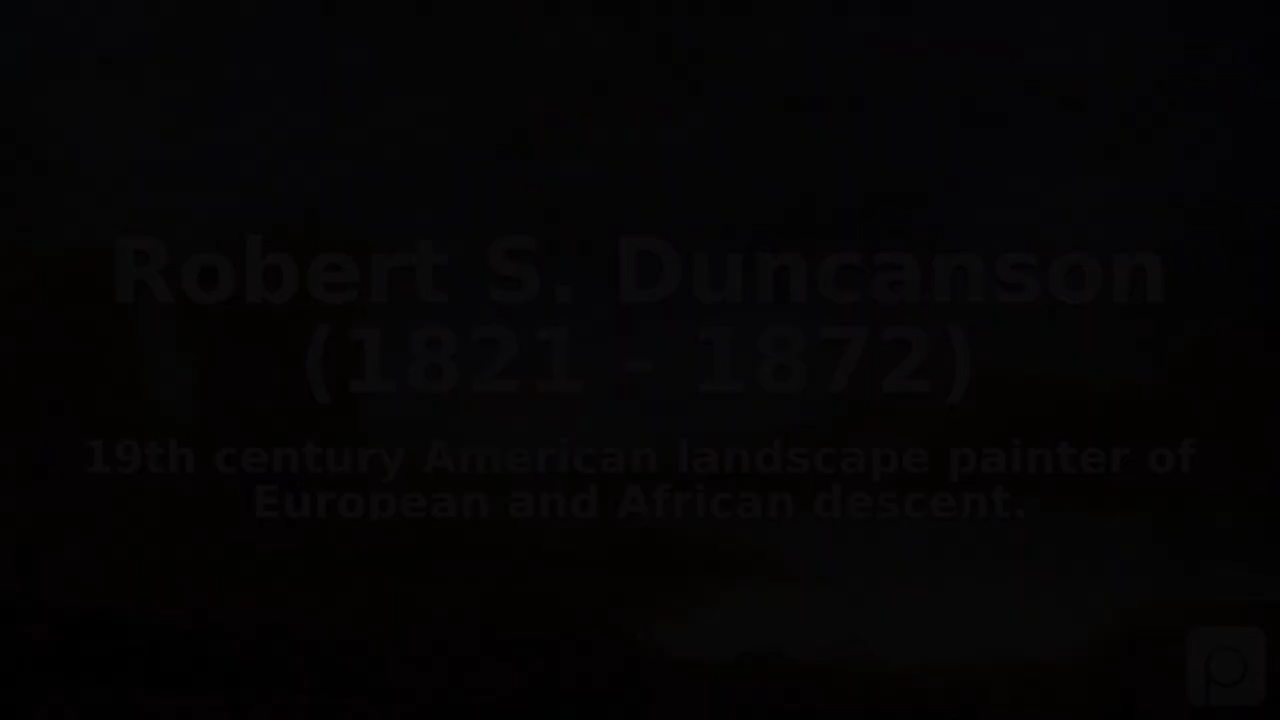 Robert S. Duncanson
(1821 - 1872)
19th century American landscape painter of
European and African descent.